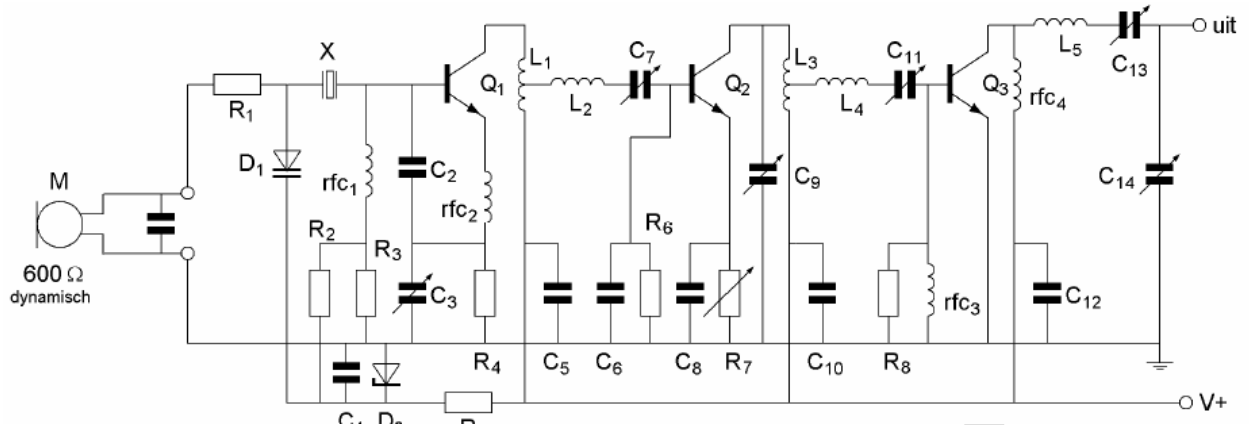 uit
L5
C13
X
L1
C7
L3
C11
Q1
L2
Q2
L4
Q3
rfc4
R1
D1
M
rfc1
C2
rfc2
C9
C14
R2
R3
R6
600 Ω
dynamisch
C3
rfc3
C12
R4
C5
C6
C8
R7
C10
R8
V+